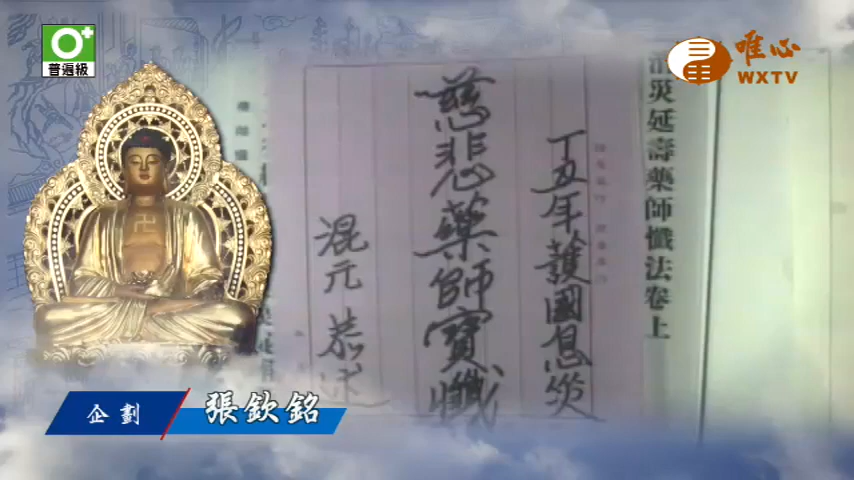 普遍級
唯心
WXTV
消災延壽藥師懺法卷上
丁丑年護國息災
慈悲藥師寶懺
混元 恭述
企劃
張欽銘